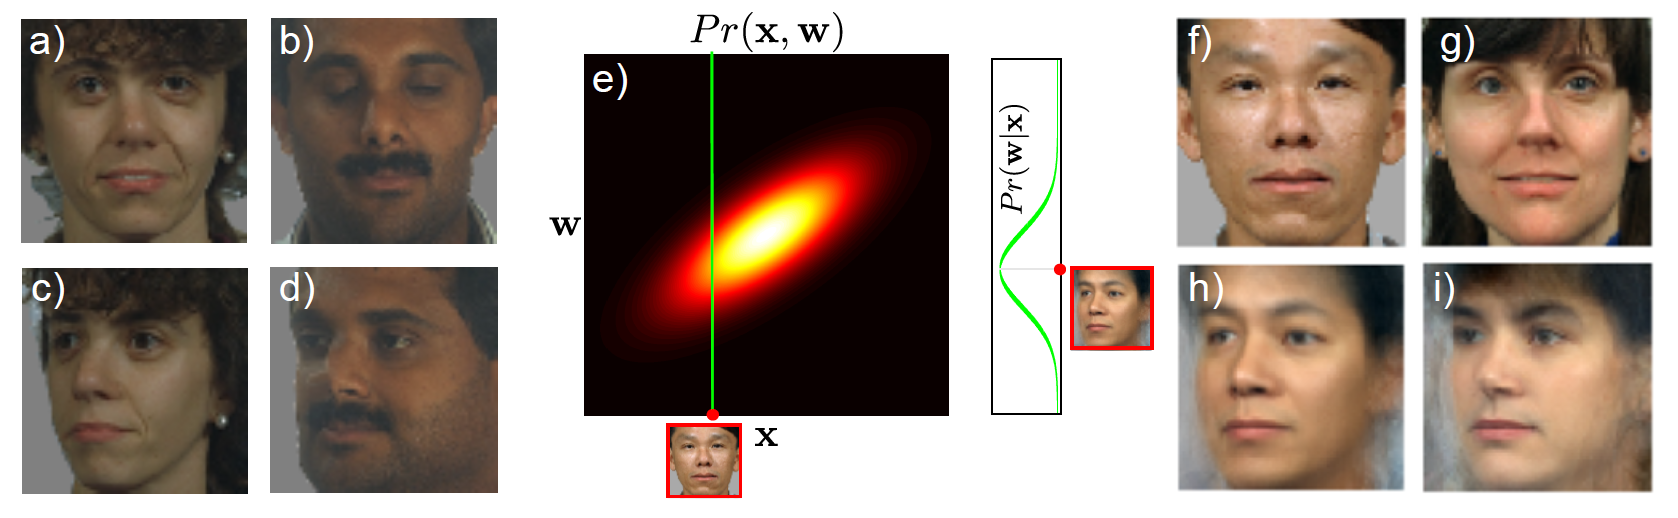 a)
b)
c)
d)
Pr(x, w)
e)
w
x
Pr(w|x)
f)
g)
h)
i)